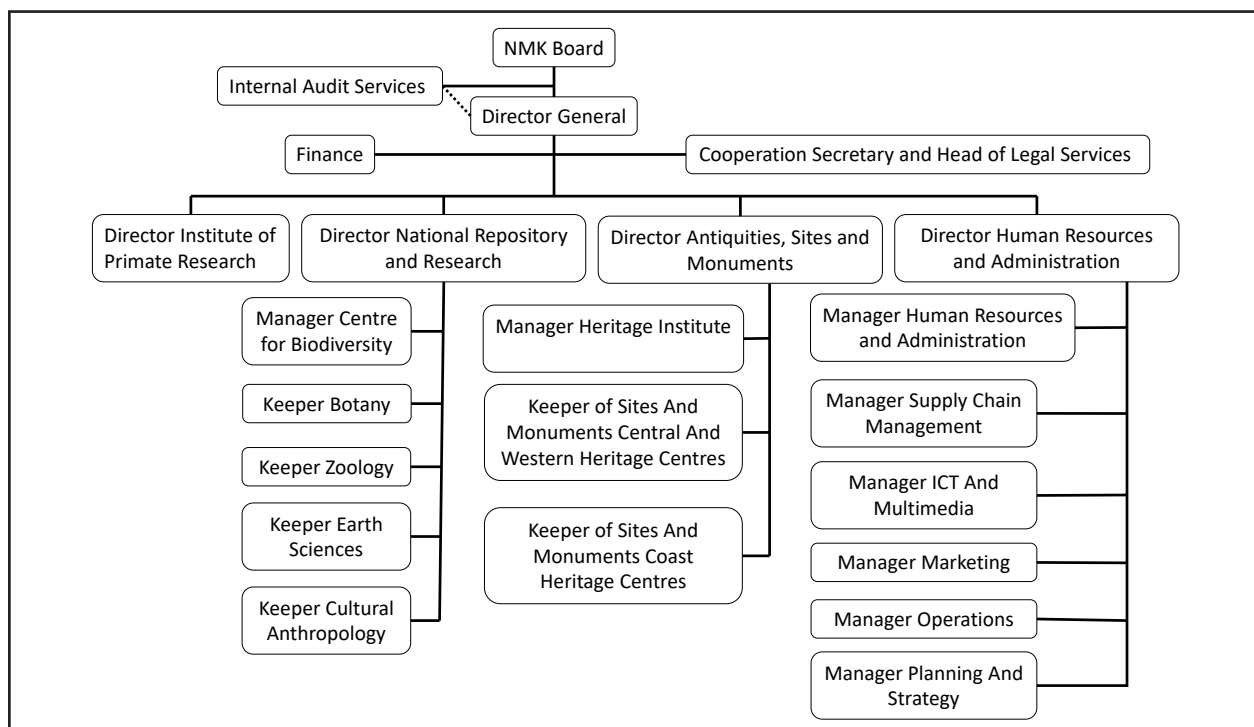 NMK Board
Internal Audit Services
Director General
Finance
Cooperation Secretary and Head of Legal Services
Director Institute of
Primate Research
Director National Repository
and Research
Director Antiquities, Sites and
Monuments
Director Human Resources
and Administration
Manager Centre
for Biodiversity
Keeper Botany
Keeper Zoology
Keeper Earth
Sciences
Keeper Cultural
Anthropology
Manager Heritage Institute
Keeper of Sites And
Monuments Central And
Western Heritage Centres
Keeper of Sites And
Monuments Coast
Heritage Centres
Manager Human Resources
and Administration
Manager Supply Chain
Management
Manager ICT And
Multimedia
Manager Marketing
Manager Operations
Manager Planning And
Strategy